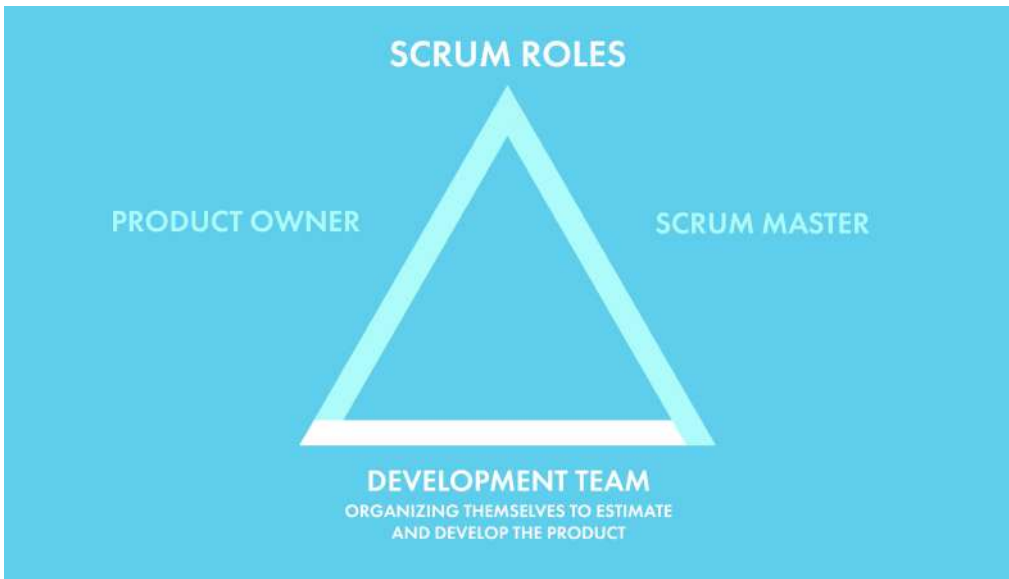 SCRUM ROLES
PRODUCT OWNER
SCRUM MASTER
DEVELOPMENT TEAM
ORGANIZING THEMSELVES TO ESTIMATE
AND DEVELOP THE PRODUCT